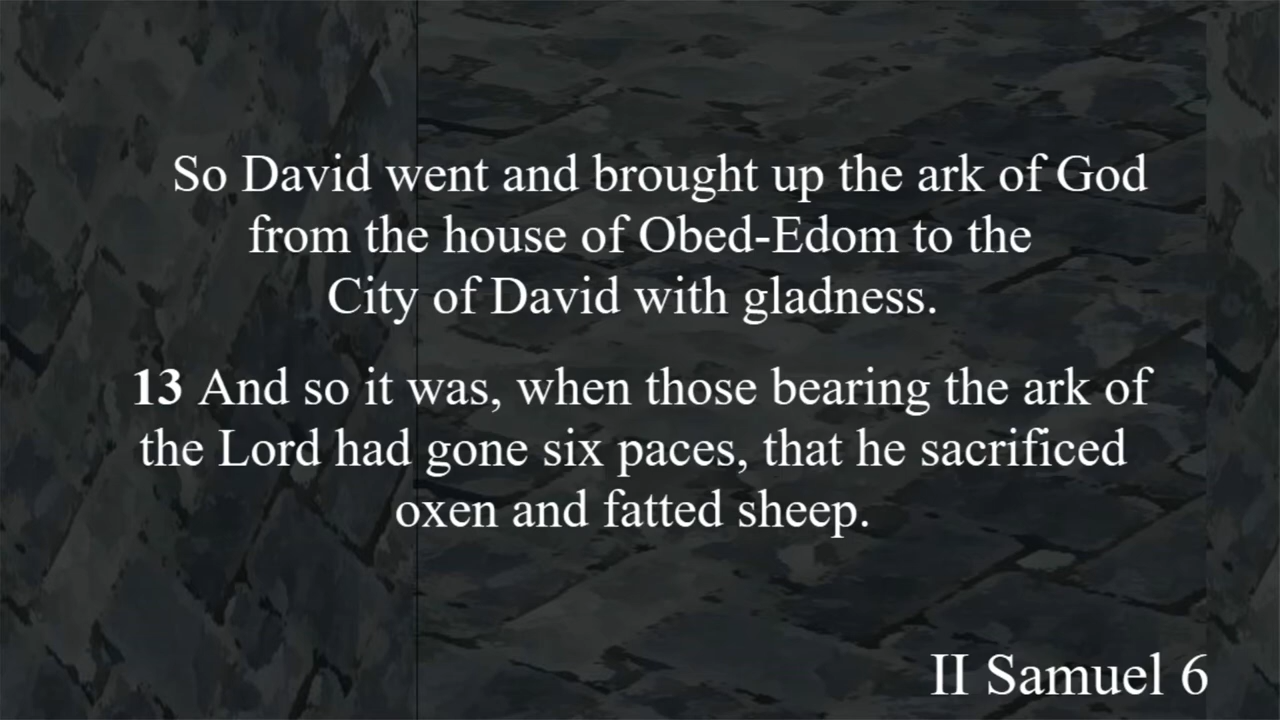 So David went and brought up the ark of God
from the house of Obed-Edom to the
City of David with gladness.
13 And so it was, when those bearing the ark of
the Lord had gone six paces, that he sacrificed
oxen and fatted sheep.
II Samuel 6